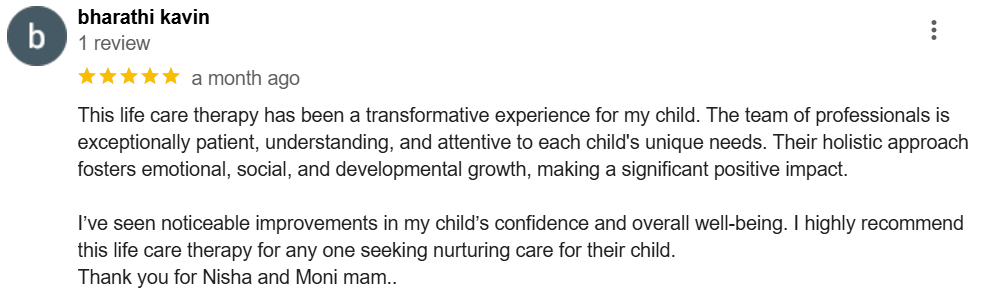 b
bharathi kavin
1 review
a month ago
This life care therapy has been a transformative experience for my child. The team of professionals is
exceptionally patient, understanding, and attentive to each child's unique needs. Their holistic approach
fosters emotional, social, and developmental growth, making a significant positive impact.
I’ve seen noticeable improvements in my child’s confidence and overall well-being. I highly recommend
this life care therapy for any one seeking nurturing care for their child.
Thank you for Nisha and Moni mam..